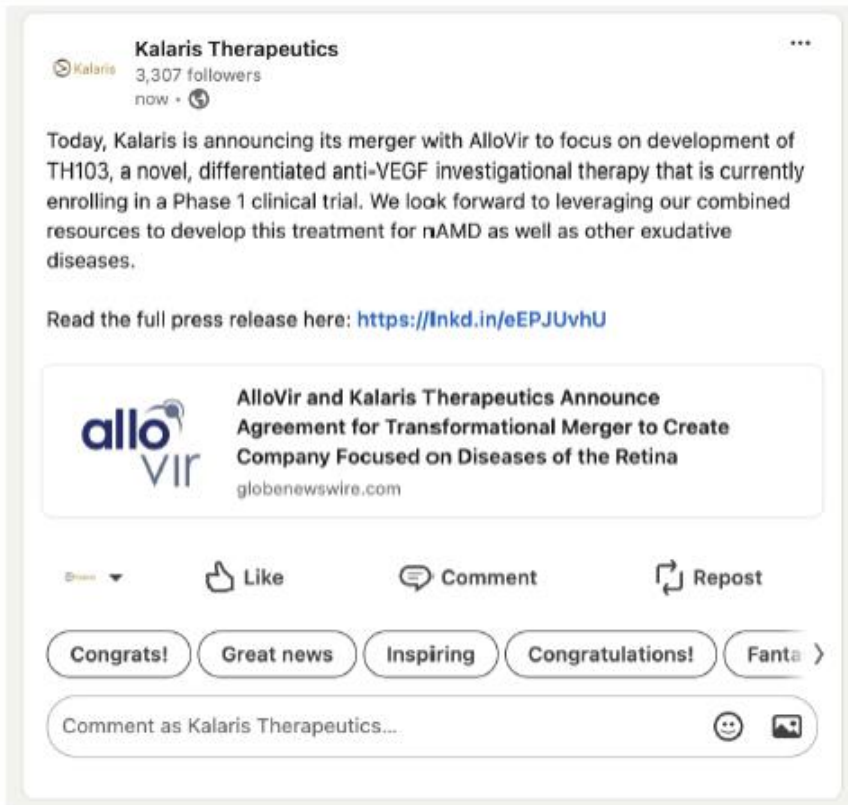 Kalaris Therapeutics
Kalaris
3,307 followers
now •
Today, Kalaris is announcing its merger with AlloVir to focus on development of
TH103, a novel, differentiated anti-VEGF investigational therapy that is currently
enrolling in a Phase 1 clinical trial. We look forward to leveraging our combined
resources to develop this treatment for nAMD as well as other exudative
diseases.
Read the full press release here: https://lnkd.in/eEPJUvhU
allo
vir
AlloVir and Kalaris Therapeutics Announce
Agreement for Transformational Merger to Create
Company Focused on Diseases of the Retina
globenewswire.com
Like
Comment
Repost
Congrats!
Great news
Inspiring
Congratulations!
Fanta
Comment as Kalaris Therapeutics...